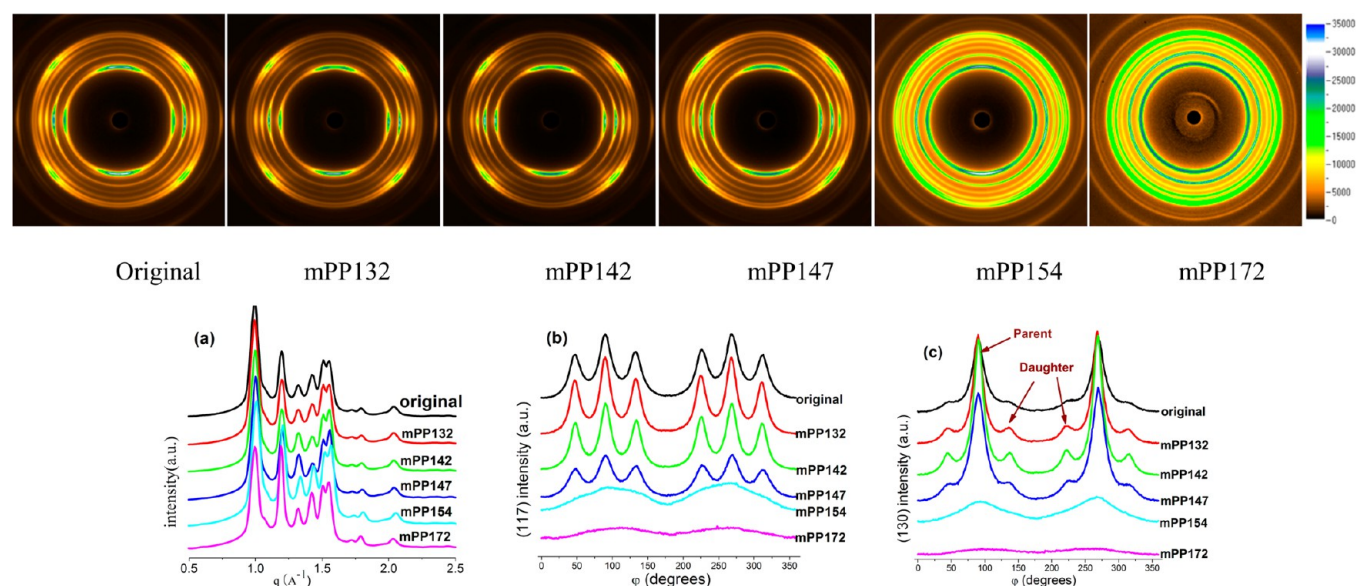 35000
30000
25000
20000
15000
10000
5000
0
Original mPP132 mPP142 mPP147 mPP154 mPP172
(a)
original
mPP132
mPP142
mPP147
mPP154
mPP172
intensity(a.u.)
0.5 1.0 1.5 2.0 2.5
q (A⁻¹)
(b)
original
mPP132
mPP142
mPP147
mPP154
mPP172
(117) intensity (a.u.)
0 50 100 150 200 250 300 350
φ (degrees)
(c)
Parent
Daughter
original
mPP132
mPP142
mPP147
mPP154
mPP172
(130) intensity (a.u.)
0 50 100 150 200 250 300 350
φ (degrees)